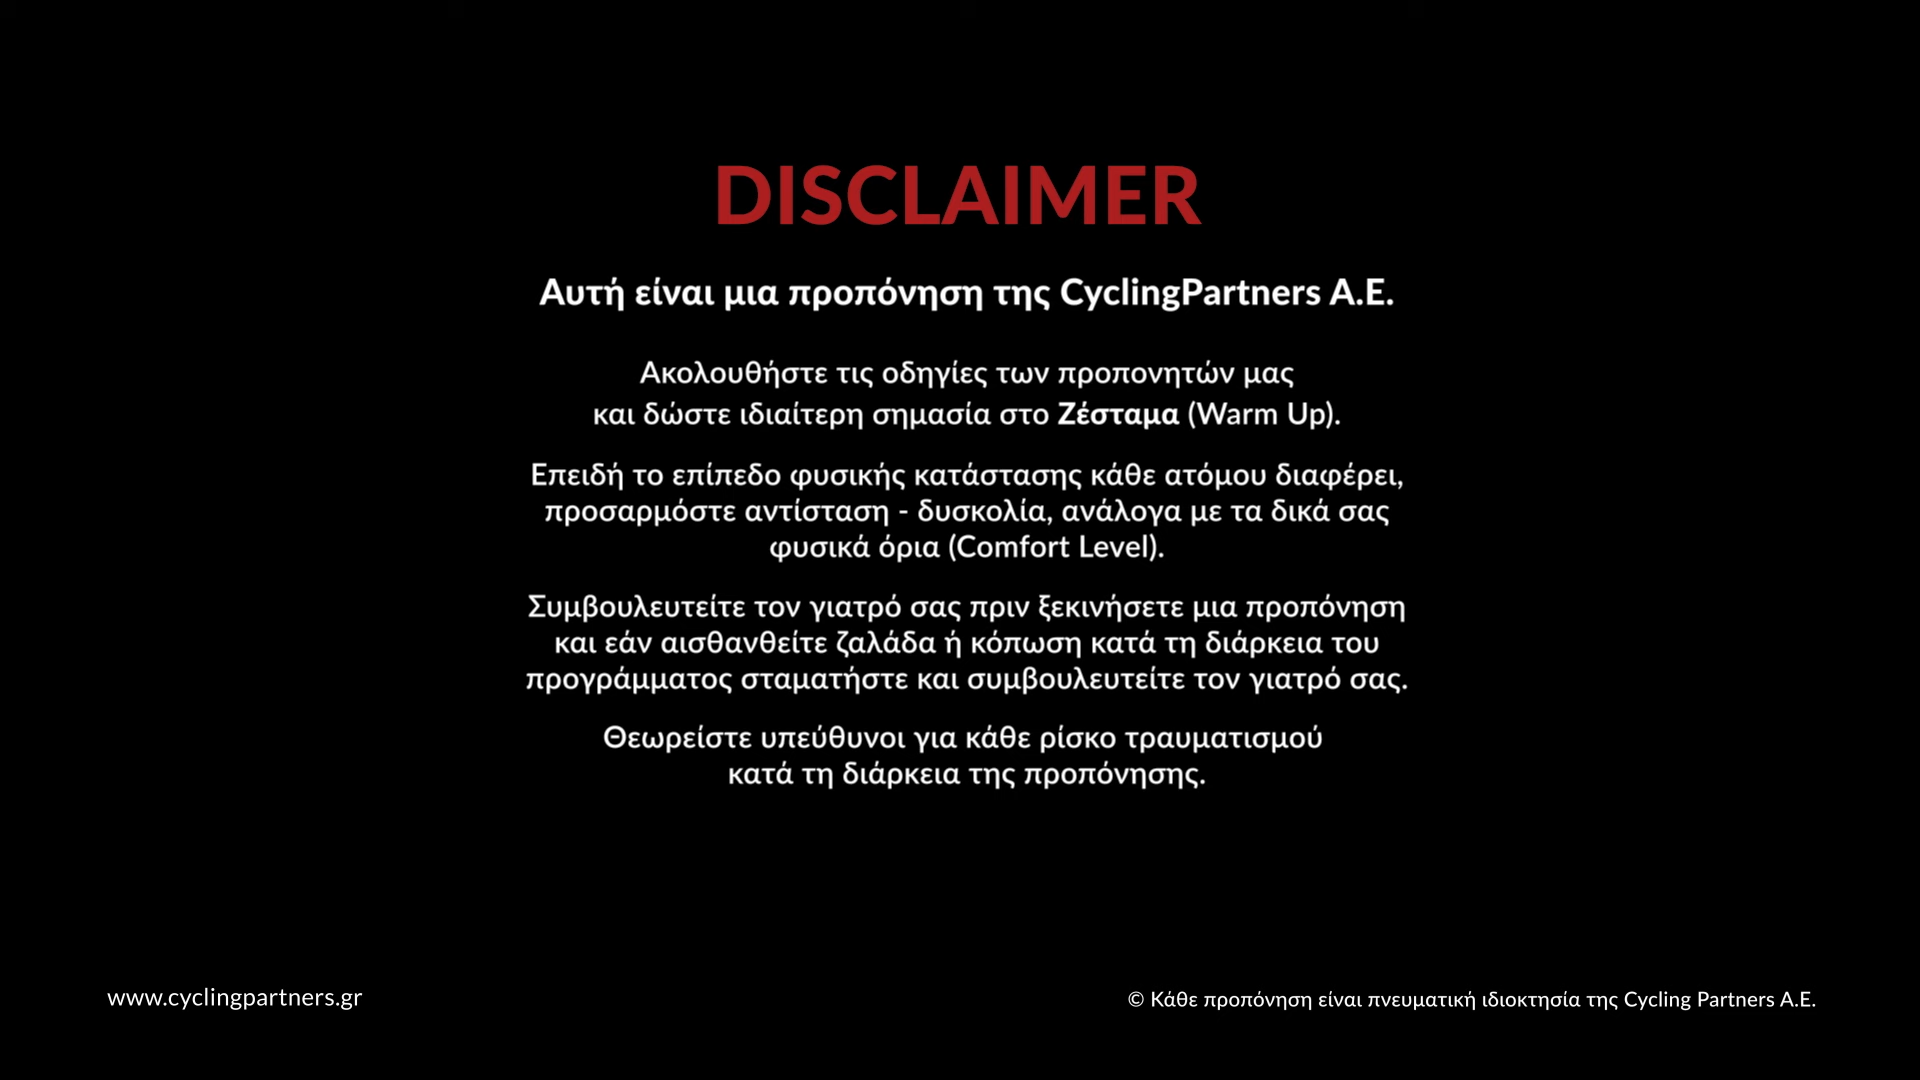 DISCLAIMER
Αυτή είναι μια προπόνηση της CyclingPartners Α.Ε.
Ακολουθήστε τις οδηγίες των προπονητών μας
και δώστε ιδιαίτερη σημασία στο Ζέσταμα (Warm Up).
Επειδή το επίπεδο φυσικής κατάστασης κάθε ατόμου διαφέρει,
προσαρμόστε αντίσταση - δυσκολία, ανάλογα με τα δικά σας
φυσικά όρια (Comfort Level).
Συμβουλευτείτε τον γιατρό σας πριν ξεκινήσετε μια προπόνηση
και εάν αισθανθείτε ζαλάδα ή κόπωση κατά τη διάρκεια του
προγράμματος σταματήστε και συμβουλευτείτε τον γιατρό σας.
Θεωρείστε υπεύθυνοι για κάθε ρίσκο τραυματισμού
κατά τη διάρκεια της προπόνησης.
www.cyclingpartners.gr
© Κάθε προπόνηση είναι πνευματική ιδιοκτησία της Cycling Partners Α.Ε.